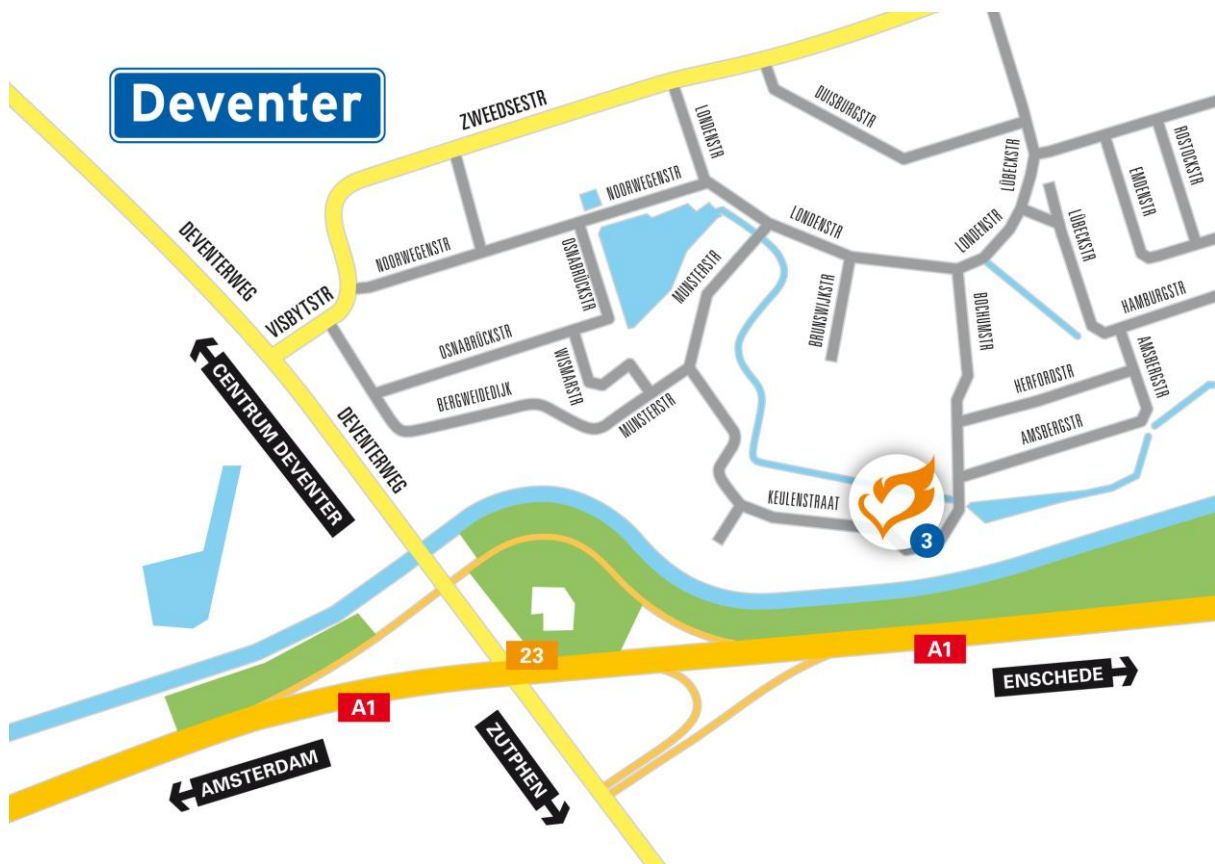 Deventer
ZWEEDSESTR
DUISBURGSTR
LONDENSTR
ROSTOCKSTR
EMDENSTR
LÜBECKSTR
NOORWEGENSTR
LONDENSTR
LONDENSTR
LÜBECKSTR
DEVENTERWEG
NOORWEGENSTR
OSNABRÜCKSTR
MUNSTERSTR
HAMBURGSTR
VISBYTSTR
BRUNSWIJKSTR
BOCHUMSTR
OSNABRÜCKSTR
WISMARSTR
AMSBERGSTR
HERFORDSTR
BERGWEIDEDIJK
MUNSTERSTR
AMSBERGSTR
CENTRUM DEVENTER
DEVENTERWEG
KEULENSTRAAT
3
23
A1
A1
ENSCHEDE
AMSTERDAM
ZUTPHEN